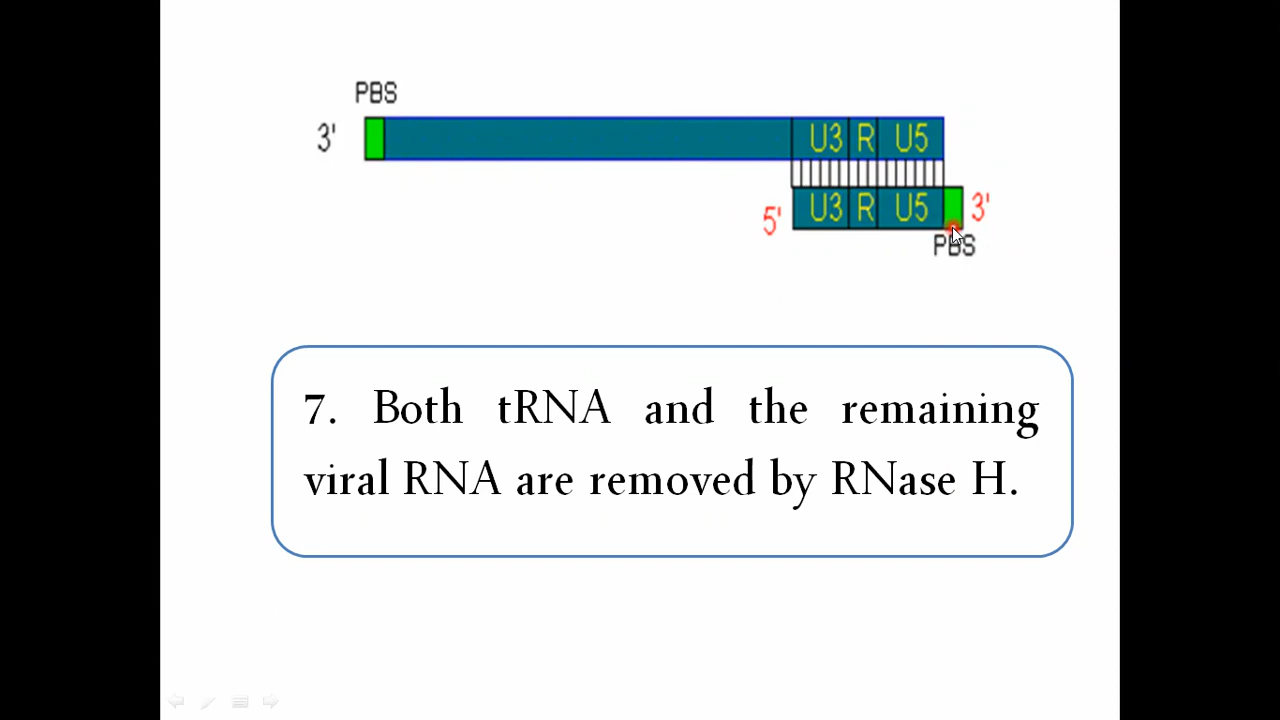 PBS
3' U3 R U5
5' U3 R U5 3'
PBS
7. Both tRNA and the remaining
viral RNA are removed by RNase H.